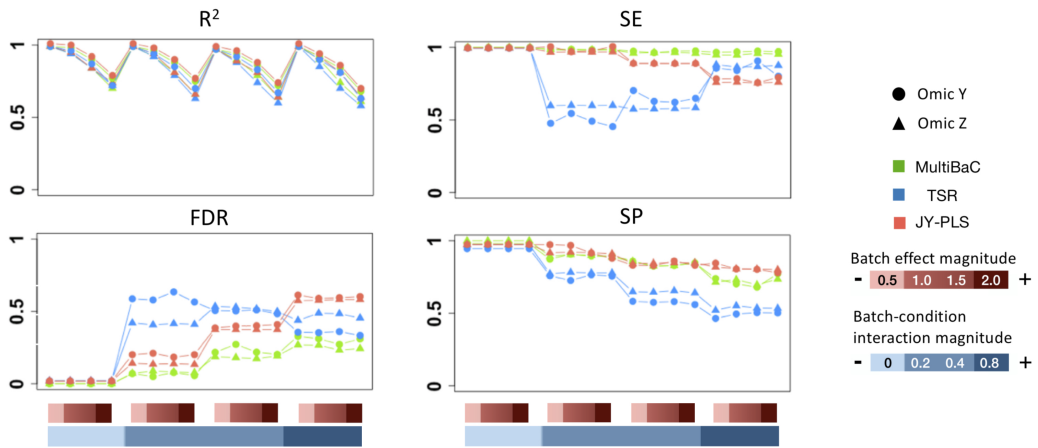 R²
1
0.5
0
SE
1
0.5
0
FDR
1
0.5
0
SP
1
0.5
0
Omic Y
Omic Z
MultiBaC
TSR
JY-PLS
Batch effect magnitude
- 0.5 1.0 1.5 2.0 +
Batch-condition
interaction magnitude
- 0 0.2 0.4 0.8 +